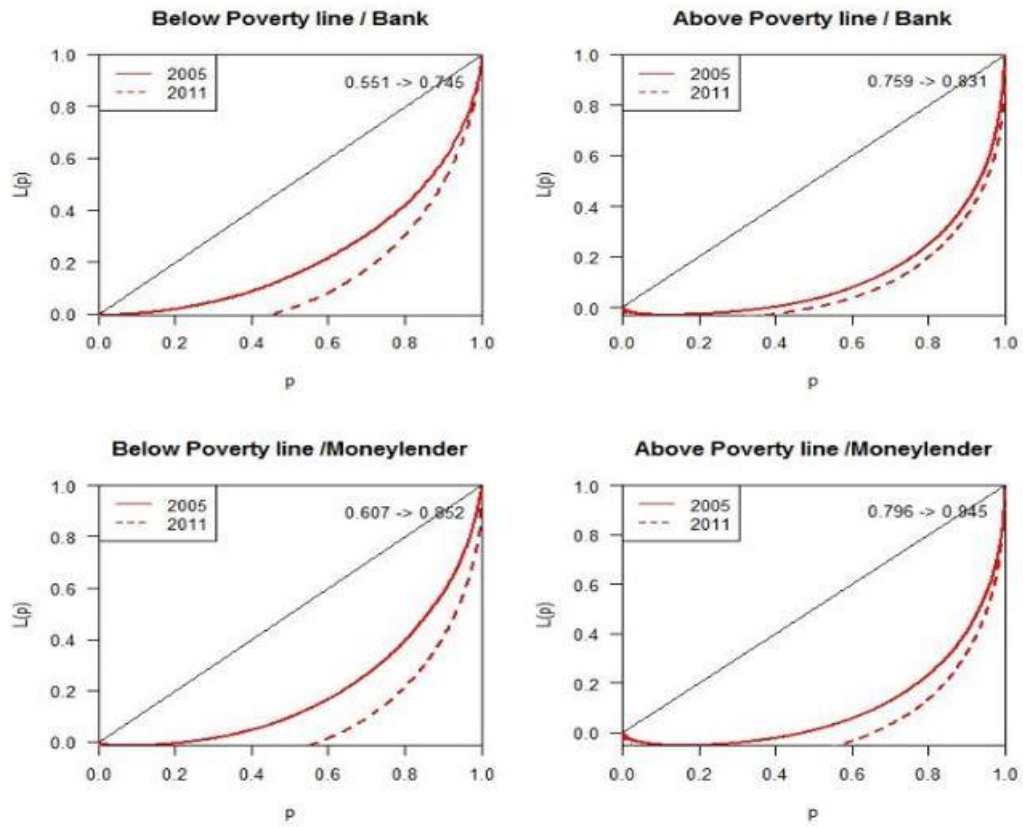 Below Poverty line / Bank
1.0
0.8
0.6
0.4
0.2
0.0
L(p)
2005
2011
0.551 -> 0.745
0.0 0.2 0.4 0.6 0.8 1.0
p
Above Poverty line / Bank
1.0
0.8
0.6
0.4
0.2
0.0
L(p)
2005
2011
0.759 -> 0.831
0.0 0.2 0.4 0.6 0.8 1.0
p
Below Poverty line /Moneylender
1.0
0.8
0.6
0.4
0.2
0.0
L(p)
2005
2011
0.607 -> 0.852
0.0 0.2 0.4 0.6 0.8 1.0
p
Above Poverty line /Moneylender
1.0
0.8
0.6
0.4
0.2
0.0
L(p)
2005
2011
0.796 -> 0.945
0.0 0.2 0.4 0.6 0.8 1.0
p